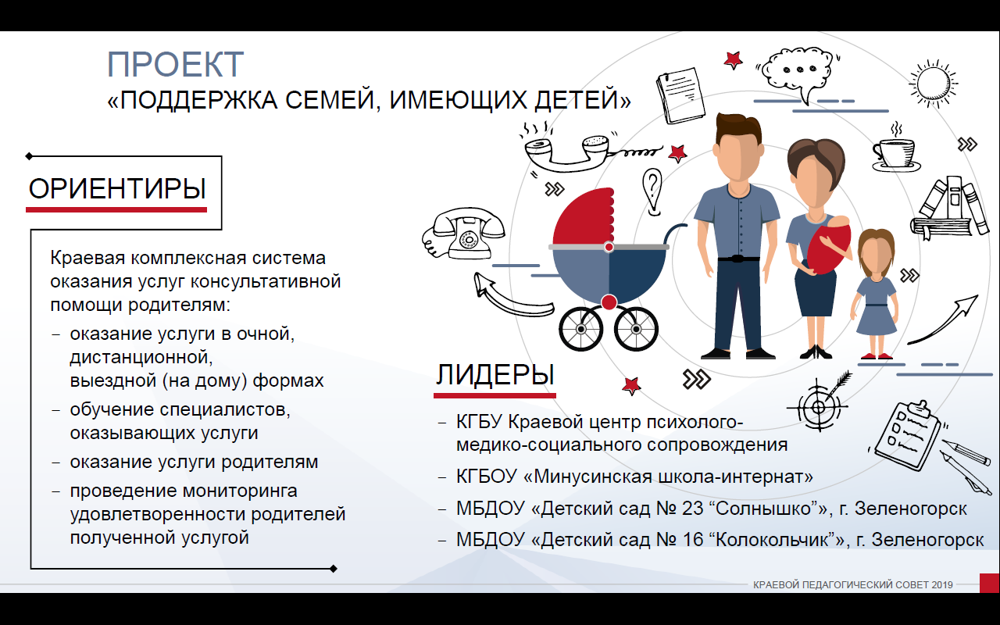 ПРОЕКТ
«ПОДДЕРЖКА СЕМЕЙ, ИМЕЮЩИХ ДЕТЕЙ»
ОРИЕНТИРЫ
Краевая комплексная система
оказания услуг консультативной
помощи родителям:
– оказание услуги в очной,
дистанционной,
выездной (на дому) формах
– обучение специалистов,
оказывающих услуги
– оказание услуги родителям
– проведение мониторинга
удовлетворенности родителей
полученной услугой
ЛИДЕРЫ
– КГБУ Краевой центр психолого-
медико-социального сопровождения
– КГБОУ «Минусинская школа-интернат»
– МБДОУ «Детский сад № 23 “Солнышко”», г. Зеленогорск
– МБДОУ «Детский сад № 16 “Колокольчик”», г. Зеленогорск
КРАЕВОЙ ПЕДАГОГИЧЕСКИЙ СОВЕТ 2019